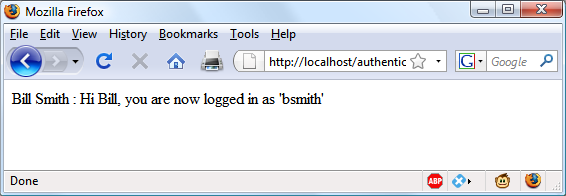 Mozilla Firefox
File Edit View History Bookmarks Tools Help
http://localhost/authentic G Google
Bill Smith : Hi Bill, you are now logged in as 'bsmith'
Done ABP